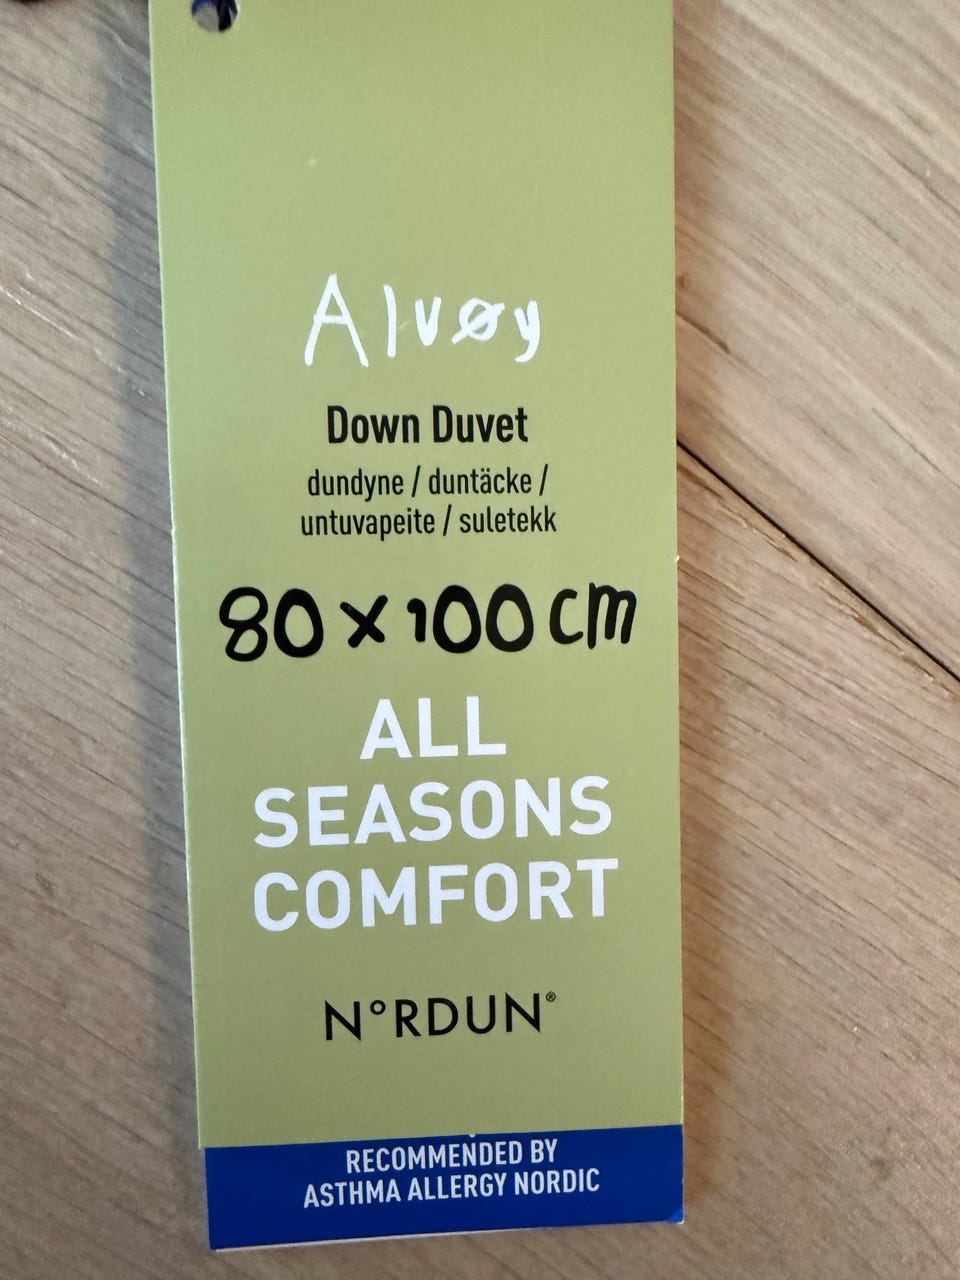 Alvøy
Down Duvet
dundyne / duntäcke /
untuvapeite / suletekk
80 x 100 cm
ALL
SEASONS
COMFORT
N°RDUN®
RECOMMENDED BY
ASTHMA ALLERGY NORDIC